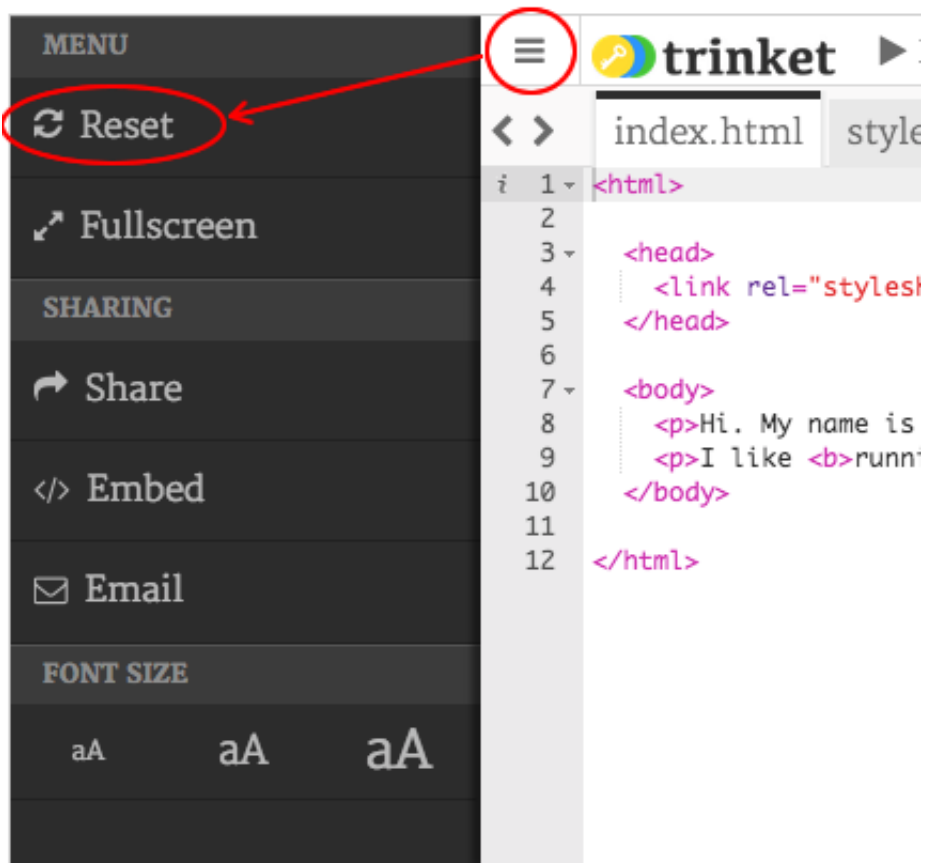 MENU
Reset
Fullscreen
SHARING
Share
</> Embed
Email
FONT SIZE
aA aA aA
trinket
< > index.html style
i 1 <html>
2
3 <head>
4 <link rel="styles
5 </head>
6
7 <body>
8 <p>Hi. My name is
9 <p>I like <b>runn
10 </body>
11
12 </html>